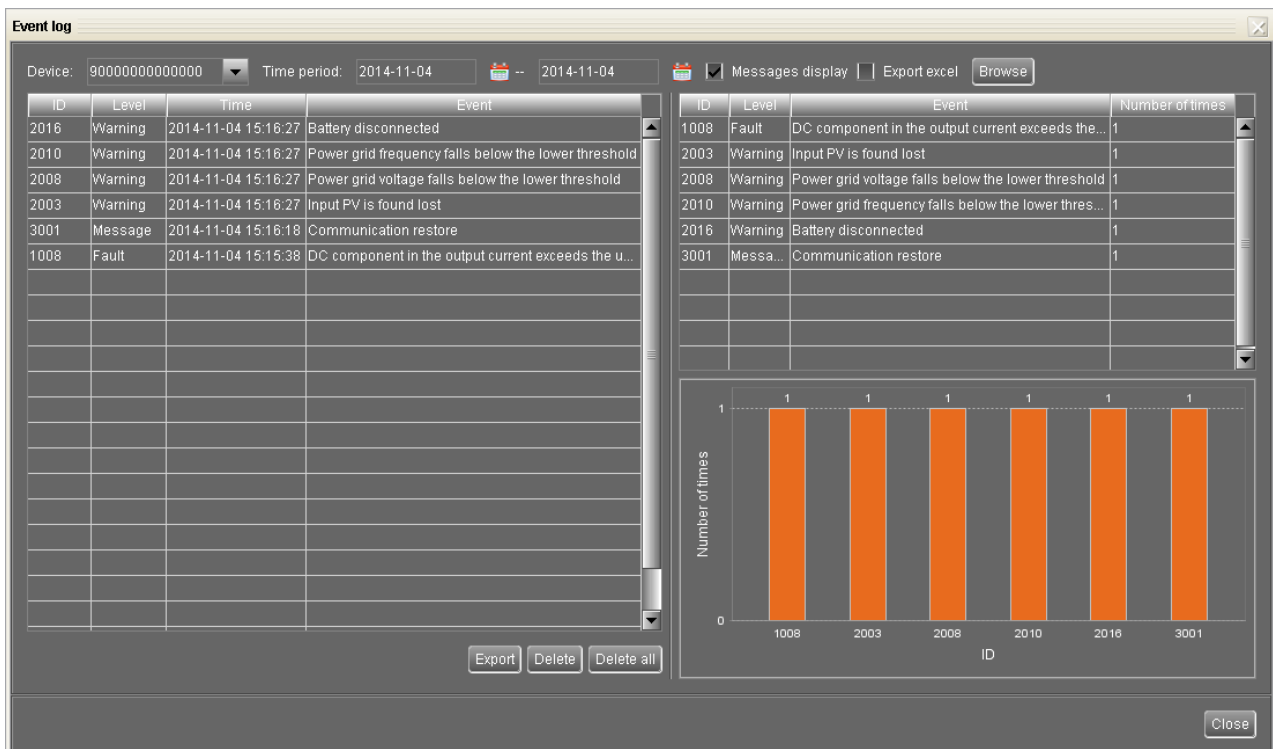 Event log
Device: 90000000000000 Time period: 2014-11-04 -- 2014-11-04 Messages display Export excel Browse
ID Level Time Event
2016 Warning 2014-11-04 15:16:27 Battery disconnected
2010 Warning 2014-11-04 15:16:27 Power grid frequency falls below the lower threshold
2008 Warning 2014-11-04 15:16:27 Power grid voltage falls below the lower threshold
2003 Warning 2014-11-04 15:16:27 Input PV is found lost
3001 Message 2014-11-04 15:16:18 Communication restore
1008 Fault 2014-11-04 15:15:38 DC component in the output current exceeds the u...
Export Delete Delete all
ID Level Event Number of times
1008 Fault DC component in the output current exceeds the... 1
2003 Warning Input PV is found lost 1
2008 Warning Power grid voltage falls below the lower threshold 1
2010 Warning Power grid frequency falls below the lower thres... 1
2016 Warning Battery disconnected 1
3001 Messa... Communication restore 1
1 1 1 1 1 1
1
Number of times
0
1008 2003 2008 2010 2016 3001
ID
Close